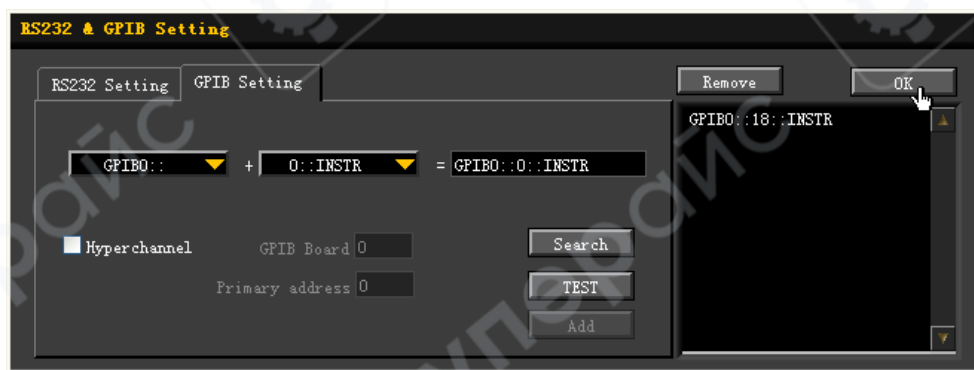 RS232 & GPIB Setting
RS232 Setting
GPIB Setting
Remove
OK
GPIB0::18::INSTR
GPIB0:: + 0::INSTR = GPIB0::0::INSTR
Hyperchannel
GPIB Board 0
Search
Primary address 0
TEST
Add